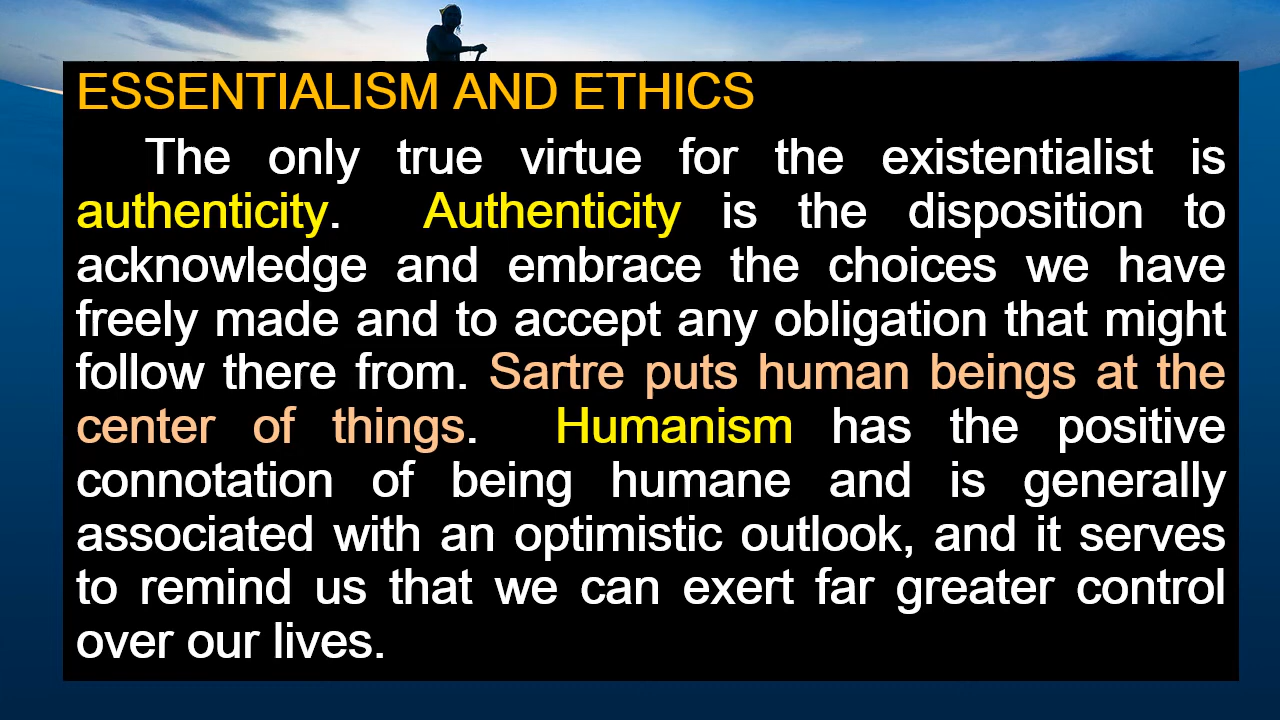 ESSENTIALISM AND ETHICS
The only true virtue for the existentialist is
authenticity. Authenticity is the disposition to
acknowledge and embrace the choices we have
freely made and to accept any obligation that might
follow there from. Sartre puts human beings at the
center of things. Humanism has the positive
connotation of being humane and is generally
associated with an optimistic outlook, and it serves
to remind us that we can exert far greater control
over our lives.